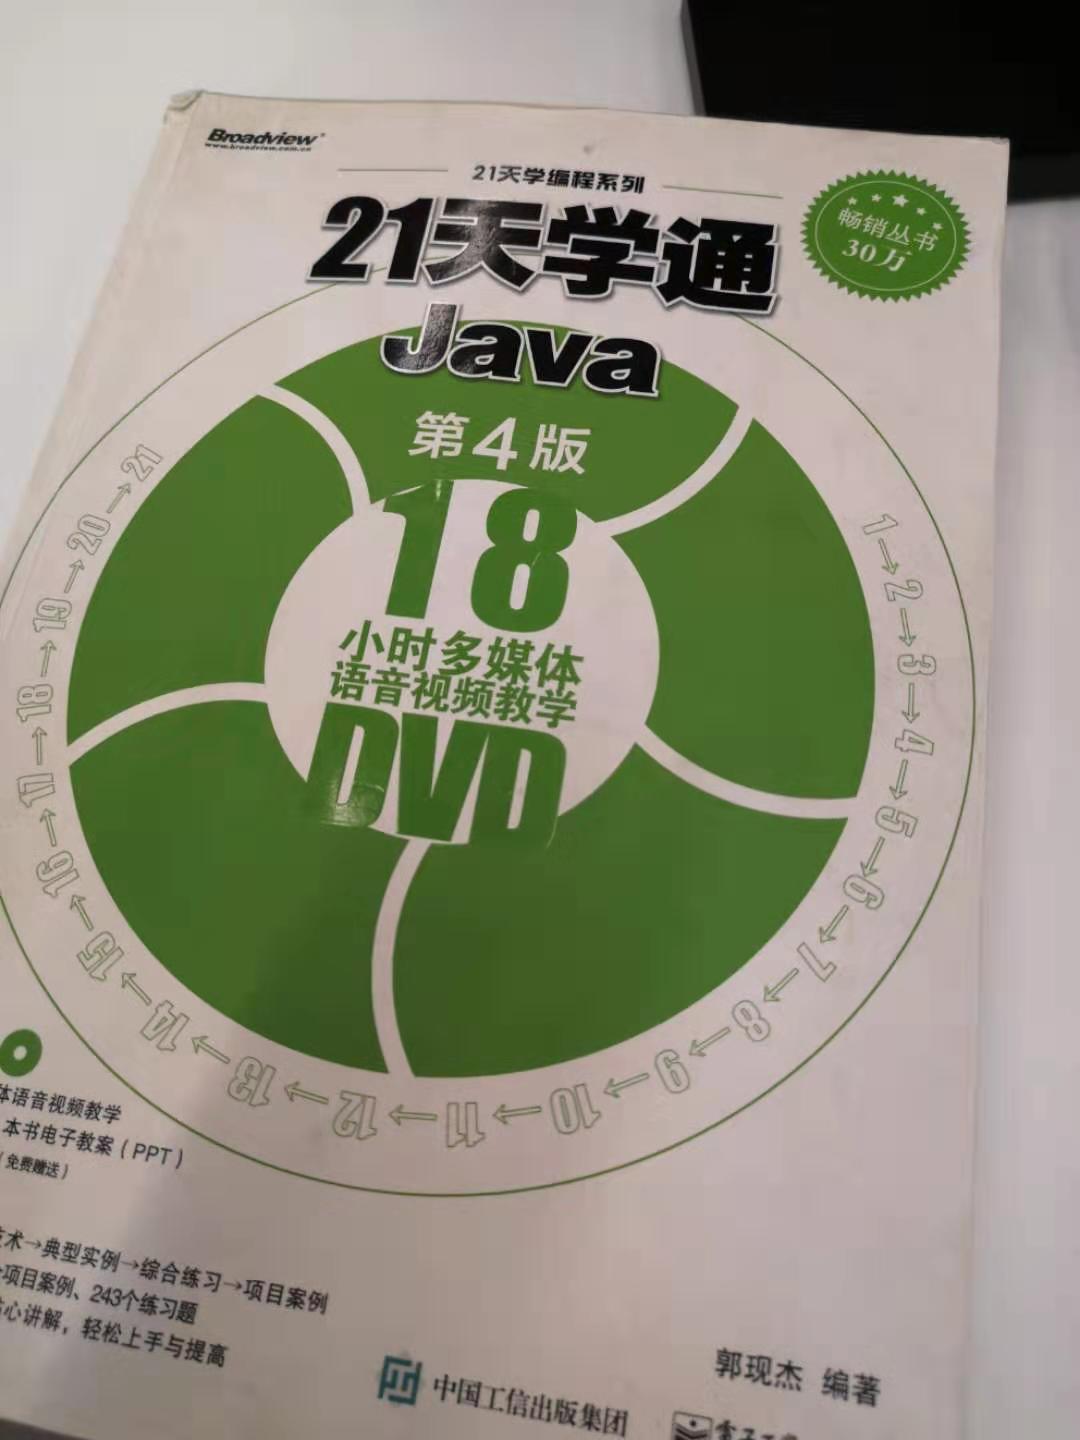 Broadview®
www.broadview.com.cn
21天学编程系列
21天学通
Java
畅销丛书
30万
第4版
18
小时多媒体
语音视频教学
DVD
1→2→3→4→5→6→7→8→9→10→11→12→13→14→15→16→17→18→19→20→21
体语音视频教学
本书电子教案(PPT)
(免费赠送)
术→典型实例→综合练习→项目案例
项目案例、243个练习题
心讲解,轻松上手与提高
郭现杰 编著
中国工信出版集团